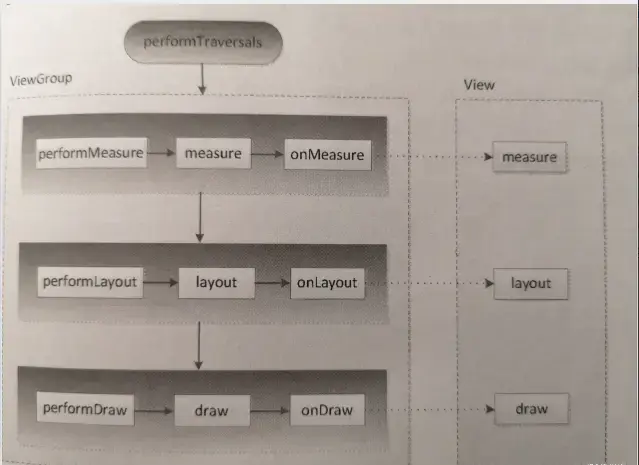 performTraversals
ViewGroup
View
performMeasure measure onMeasure measure
performLayout layout onLayout layout
performDraw draw onDraw draw